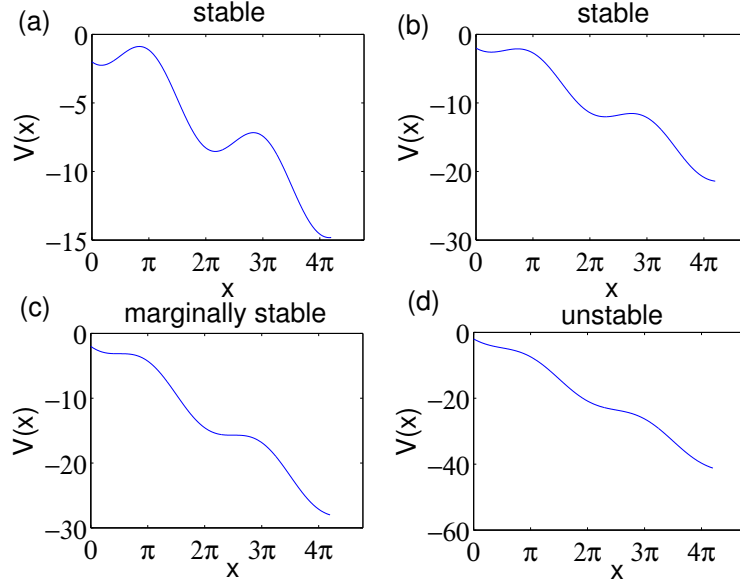 (a)
stable
0
−5
−10
−15
V(x)
0 π 2π 3π 4π
x
(b)
stable
0
−10
−20
−30
V(x)
0 π 2π 3π 4π
x
(c)
marginally stable
0
−10
−20
−30
V(x)
0 π 2π 3π 4π
x
(d)
unstable
0
−20
−40
−60
V(x)
0 π 2π 3π 4π
x